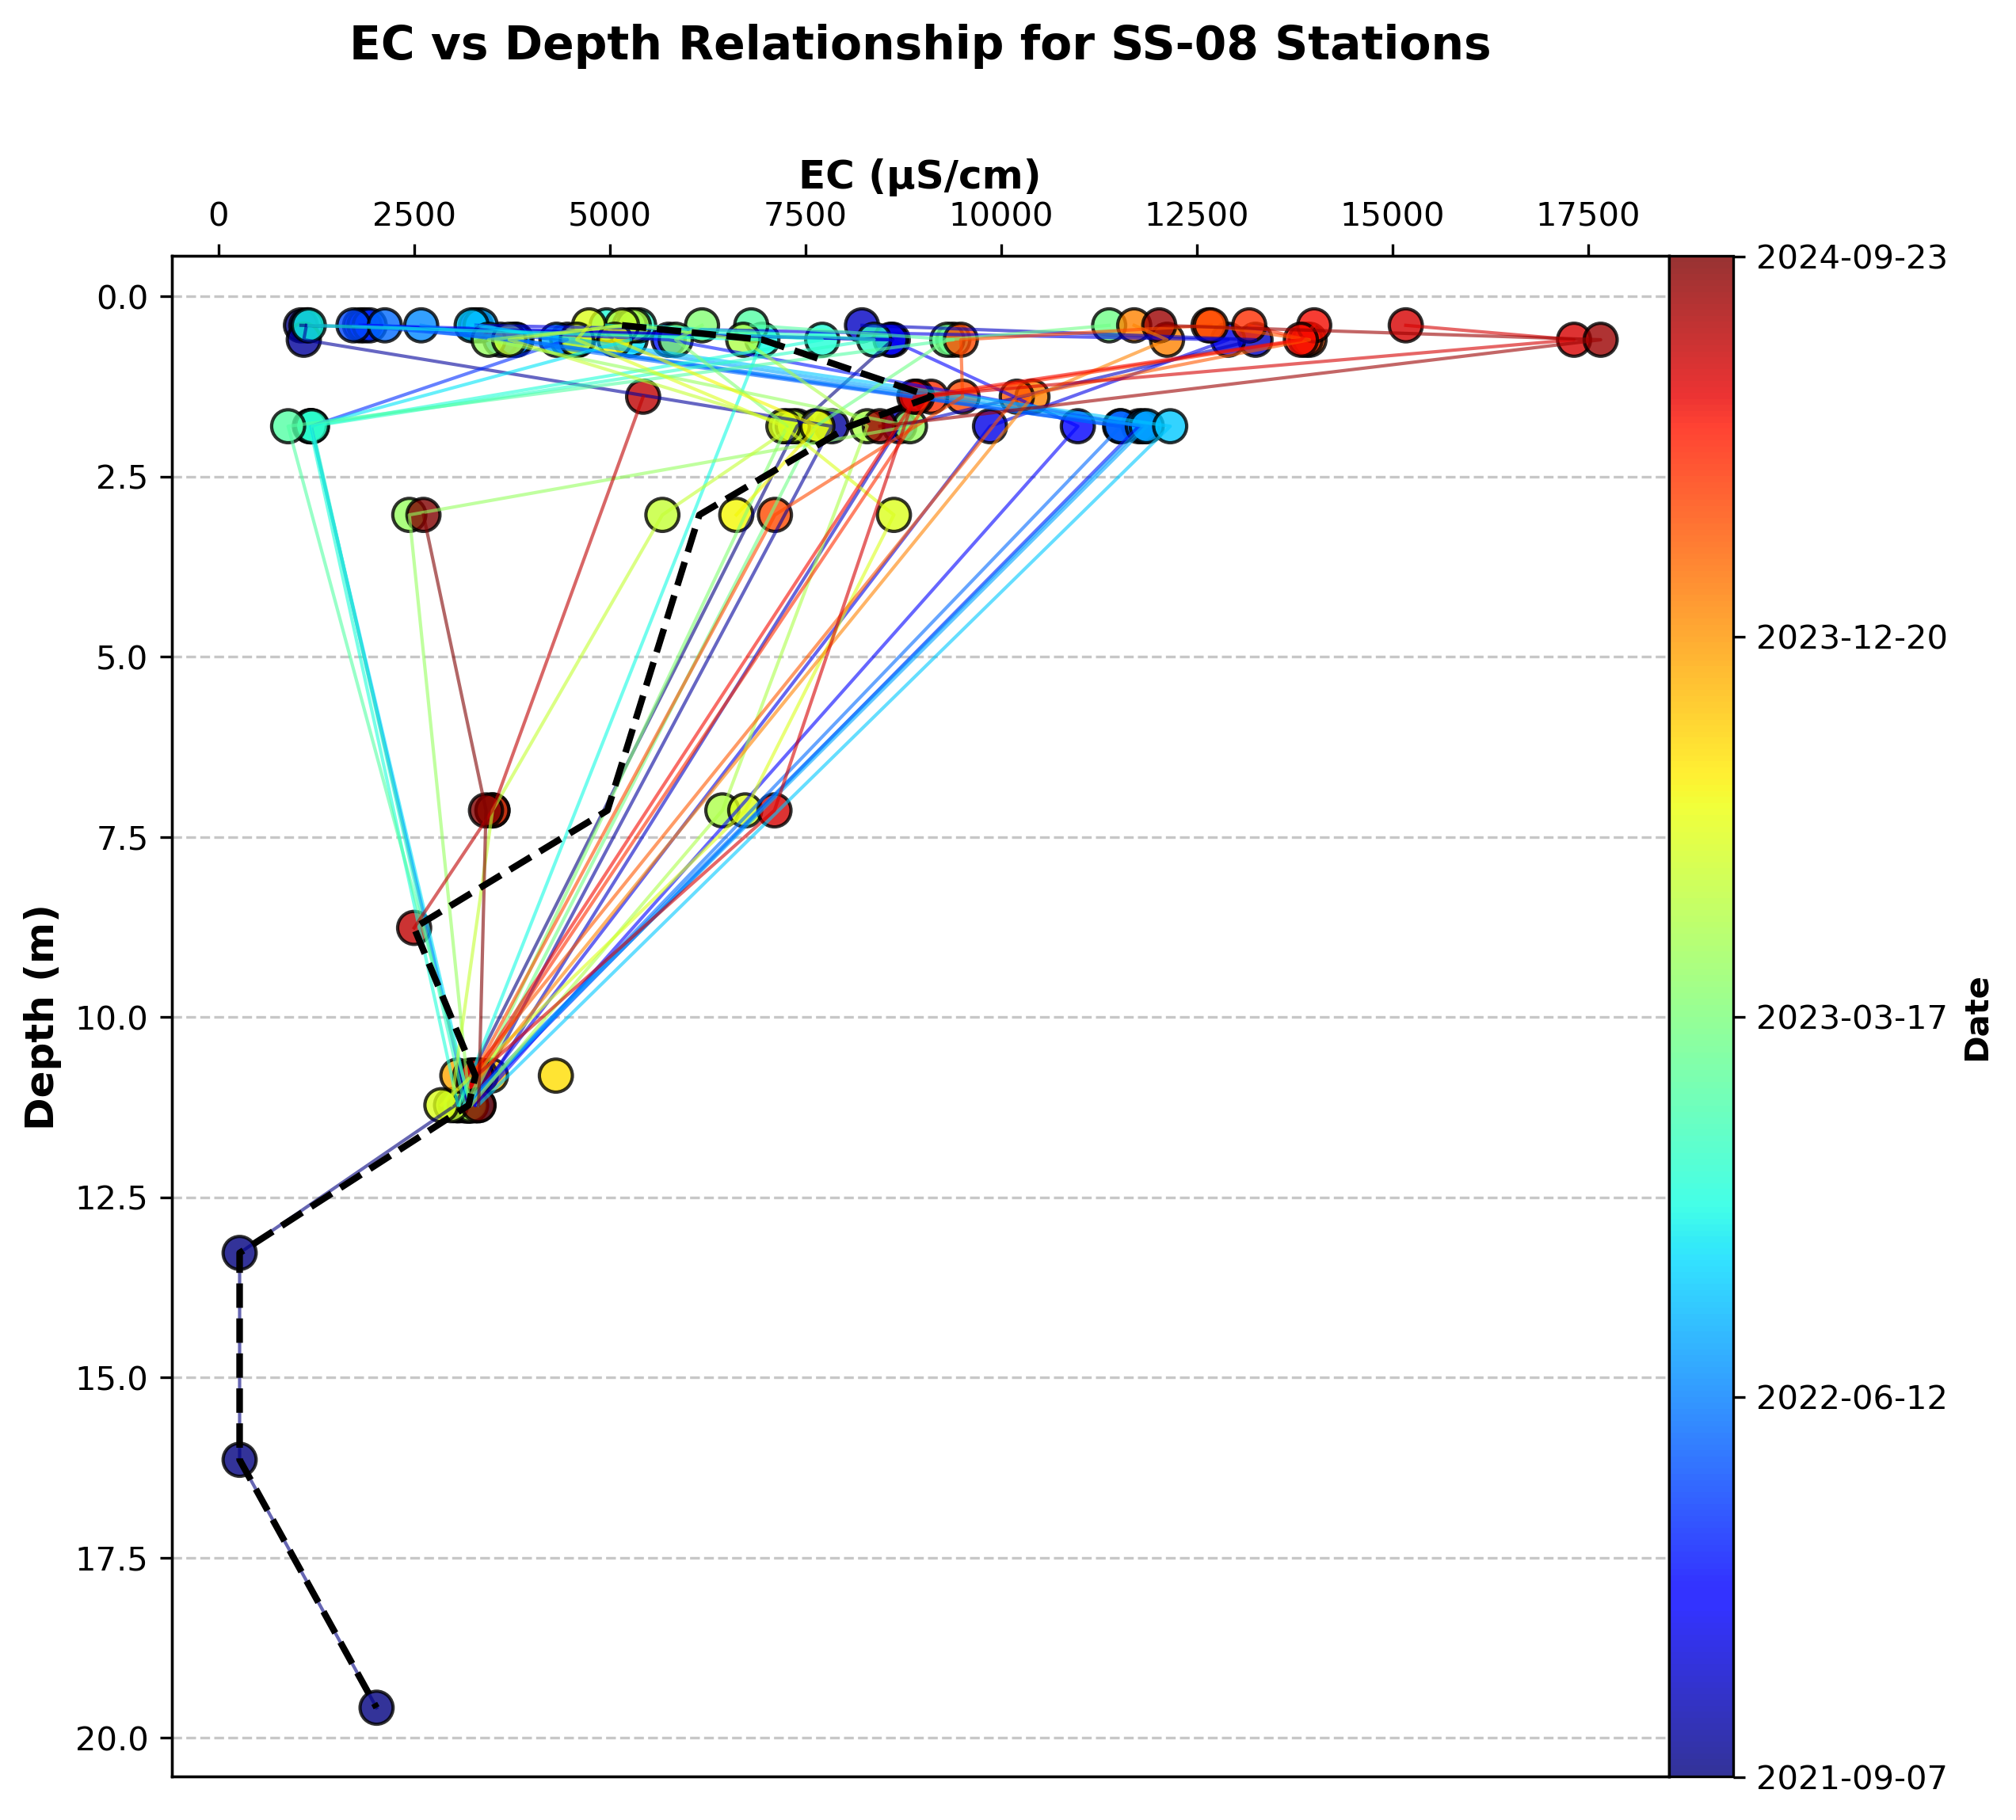 EC vs Depth Relationship for SS-08 Stations
EC (µS/cm)
0 2500 5000 7500 10000 12500 15000 17500
0.0
2.5
5.0
7.5
10.0
12.5
15.0
17.5
20.0
Depth (m)
2024-09-23
2023-12-20
2023-03-17
2022-06-12
2021-09-07
Date